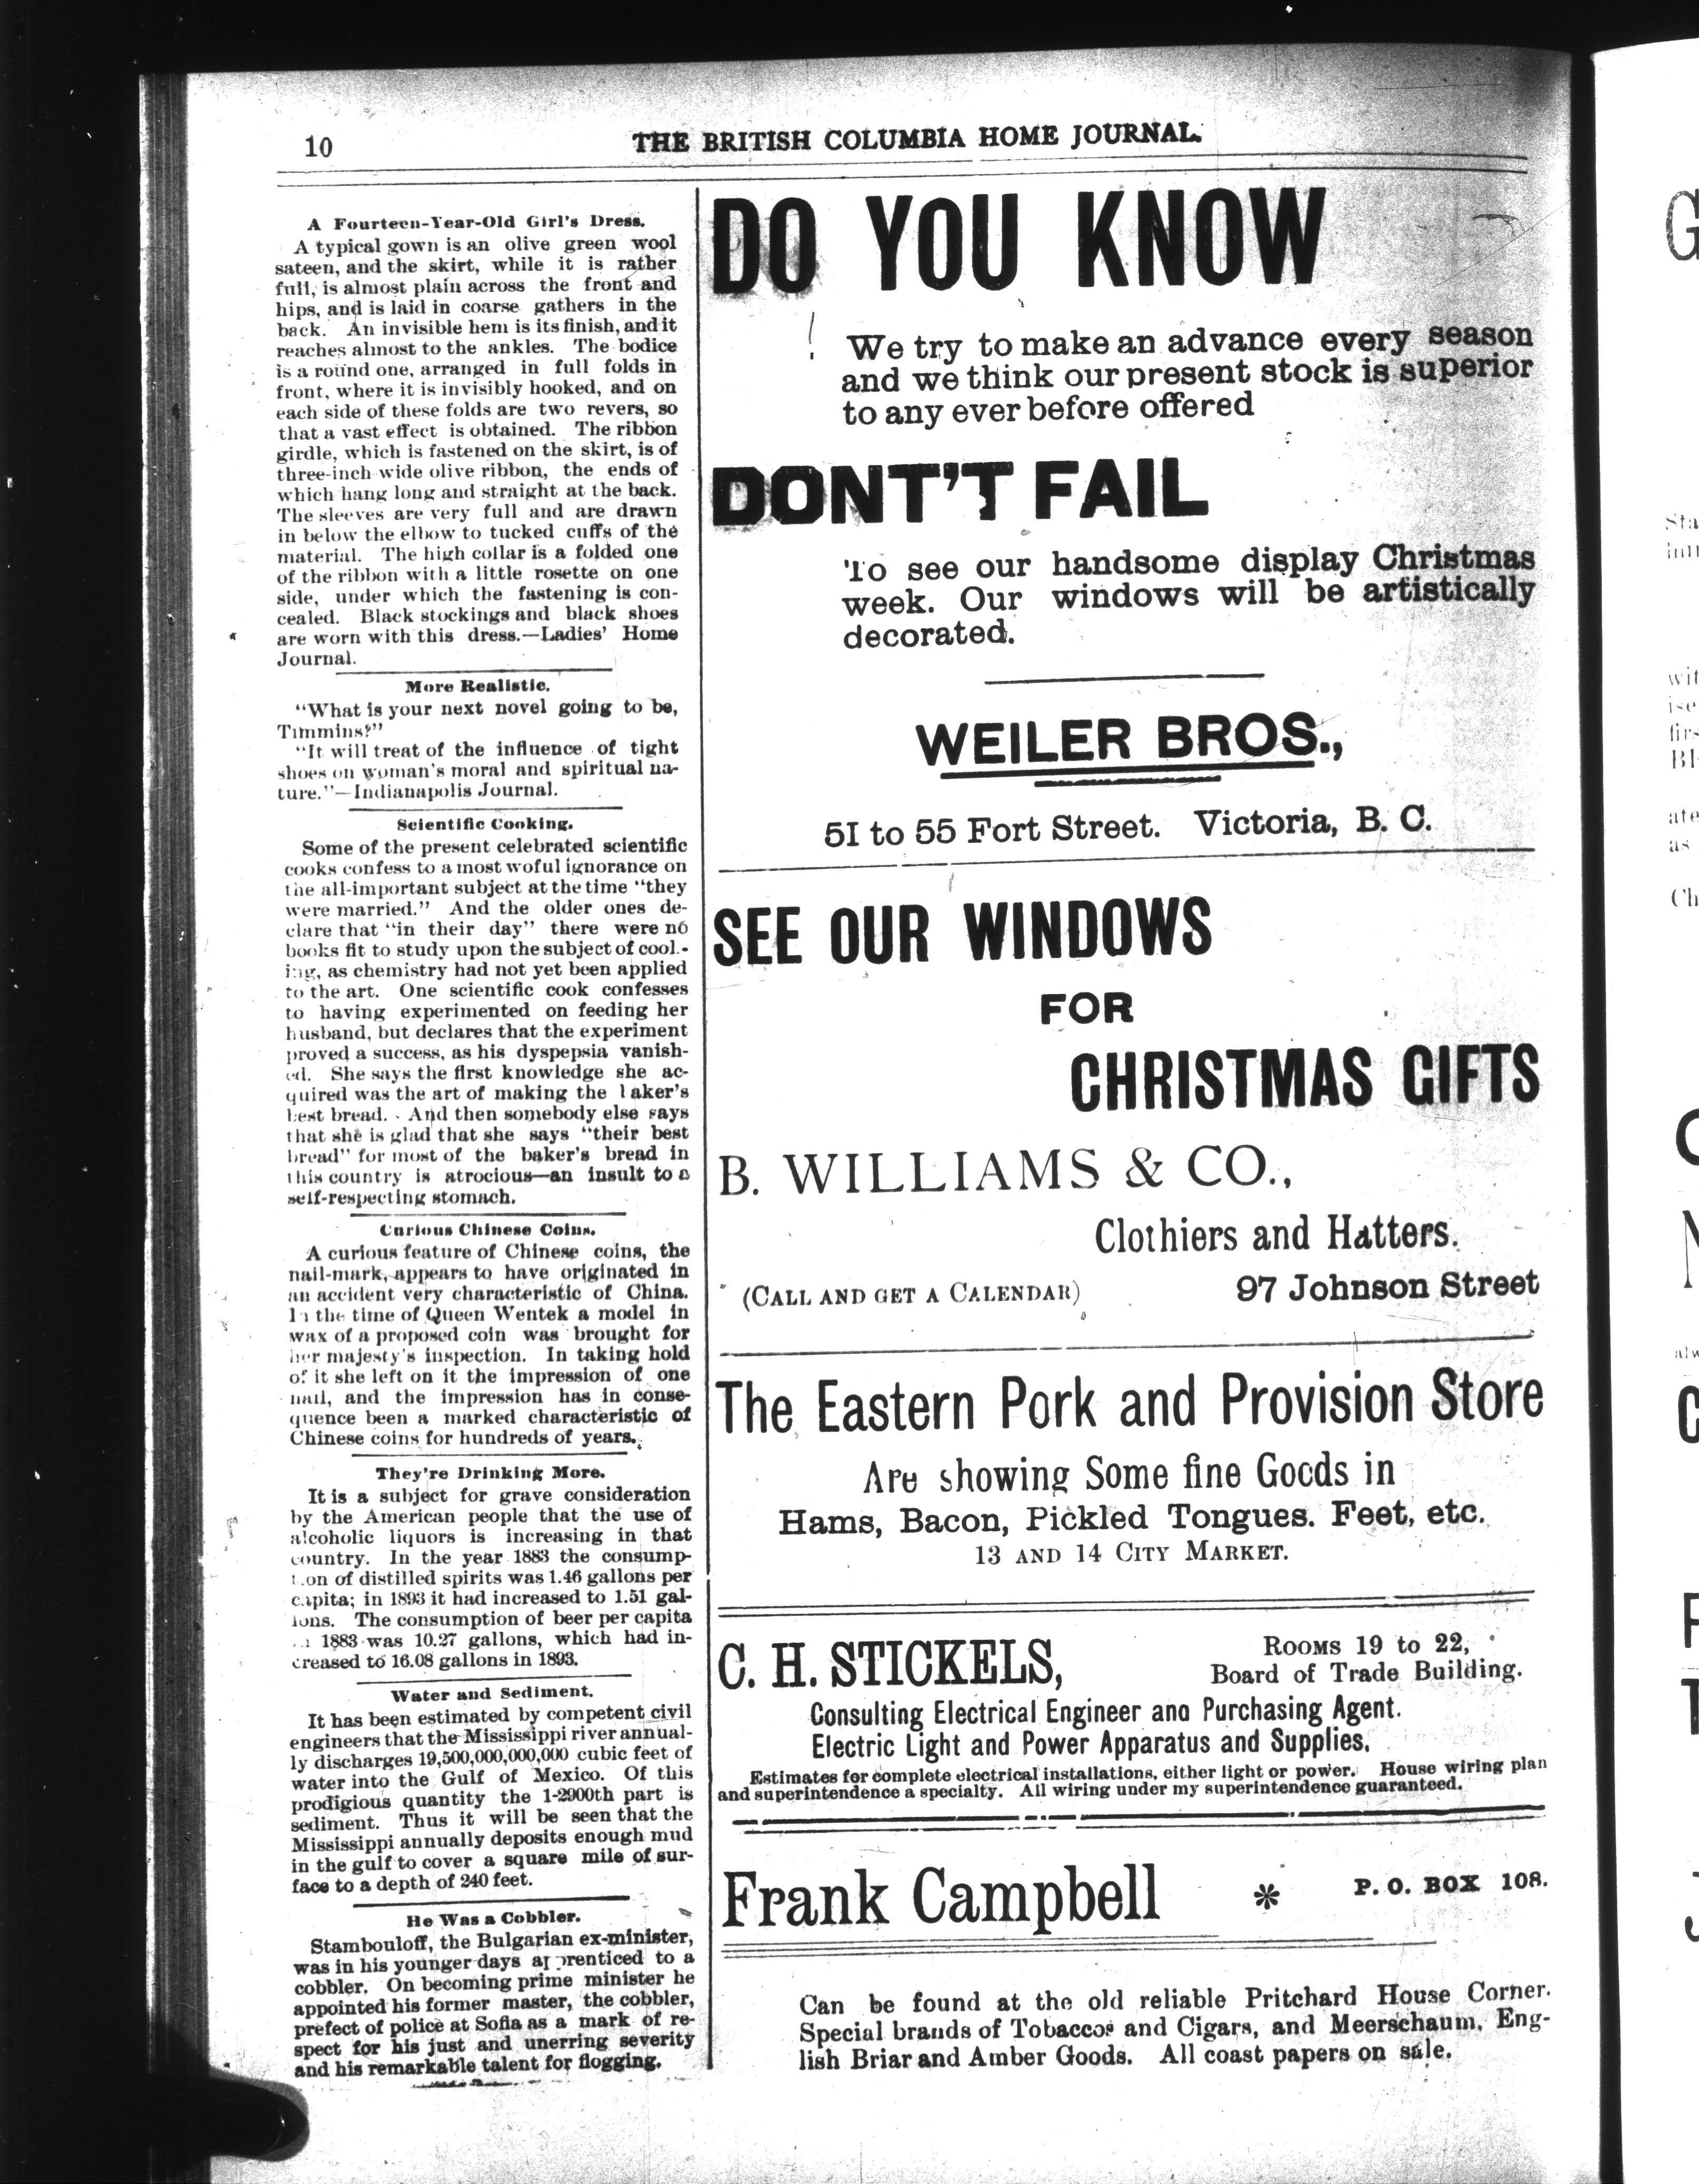 10
THE BRITISH COLUMBIA HOME JOURNAL.
A Fourteen-Year-Old Girl's Dress.
A typical gown is an olive green wool
sateen, and the skirt, while it is rather
full, is almost plain across the front and
hips, and is laid in coarse gathers in the
back. An invisible hem is its finish, and it
reaches almost to the ankles. The bodice
is a round one, arranged in full folds in
front, where it is invisibly hooked, and on
each side of these folds are two revers, so
that a vast effect is obtained. The ribbon
girdle, which is fastened on the skirt, is of
three-inch wide olive ribbon, the ends of
which hang long and straight at the back.
The sleeves are very full and are drawn
in below the elbow to tucked cuffs of the
material. The high collar is a folded one
of the ribbon with a little rosette on one
side, under which the fastening is con-
cealed. Black stockings and black shoes
are worn with this dress.—Ladies' Home
Journal.
More Realistic.
"What is your next novel going to be,
Timmins?"
"It will treat of the influence of tight
shoes on woman's moral and spiritual na-
ture."—Indianapolis Journal.
Scientific Cooking.
Some of the present celebrated scientific
cooks confess to a most woful ignorance on
the all-important subject at the time "they
were married." And the older ones de-
clare that "in their day" there were no
books fit to study upon the subject of cook-
ing, as chemistry had not yet been applied
to the art. One scientific cook confesses
to having experimented on feeding her
husband, but declares that the experiment
proved a success, as his dyspepsia vanish-
ed. She says the first knowledge she ac-
quired was the art of making the baker's
best bread. And then somebody else says
that she is glad that she says "their best
bread" for most of the baker's bread in
this country is atrocious—an insult to a
self-respecting stomach.
Curious Chinese Coins.
A curious feature of Chinese coins, the
nail-mark, appears to have originated in
an accident very characteristic of China.
In the time of Queen Wentek a model in
wax of a proposed coin was brought for
her majesty's inspection. In taking hold
of it she left on it the impression of one
nail, and the impression has in conse-
quence been a marked characteristic of
Chinese coins for hundreds of years.
They're Drinking More.
It is a subject for grave consideration
by the American people that the use of
alcoholic liquors is increasing in that
country. In the year 1883 the consump-
tion of distilled spirits was 1.46 gallons per
capita; in 1893 it had increased to 1.51 gal-
lons. The consumption of beer per capita
1883 was 10.27 gallons, which had in-
creased to 16.08 gallons in 1893.
Water and Sediment.
It has been estimated by competent civil
engineers that the Mississippi river annual-
ly discharges 19,500,000,000,000 cubic feet of
water into the Gulf of Mexico. Of this
prodigious quantity the 1-2900th part is
sediment. Thus it will be seen that the
Mississippi annually deposits enough mud
in the gulf to cover a square mile of sur-
face to a depth of 240 feet.
He Was a Cobbler.
Stambouloff, the Bulgarian ex-minister,
was in his younger days apprenticed to a
cobbler. On becoming prime minister he
appointed his former master, the cobbler,
prefect of police at Sofia as a mark of re-
spect for his just and unerring severity
and his remarkable talent for flogging.
DO YOU KNOW
We try to make an advance every season
and we think our present stock is superior
to any ever before offered
DONT'T FAIL
To see our handsome display Christmas
week. Our windows will be artistically
decorated.
WEILER BROS.,
51 to 55 Fort Street. Victoria, B. C.
SEE OUR WINDOWS
FOR
CHRISTMAS GIFTS
B. WILLIAMS & CO.,
Clothiers and Hatters.
(CALL AND GET A CALENDAR) 97 Johnson Street
The Eastern Pork and Provision Store
Are showing Some fine Goods in
Hams, Bacon, Pickled Tongues. Feet, etc.
13 AND 14 CITY MARKET.
C. H. STICKELS, ROOMS 19 to 22,
Board of Trade Building.
Consulting Electrical Engineer and Purchasing Agent.
Electric Light and Power Apparatus and Supplies.
Estimates for complete electrical installations, either light or power. House wiring plan
and superintendence a specialty. All wiring under my superintendence guaranteed.
Frank Campbell * P. O. BOX 108.
Can be found at the old reliable Pritchard House Corner.
Special brands of Tobaccos and Cigars, and Meerschaum, Eng-
lish Briar and Amber Goods. All coast papers on sale.